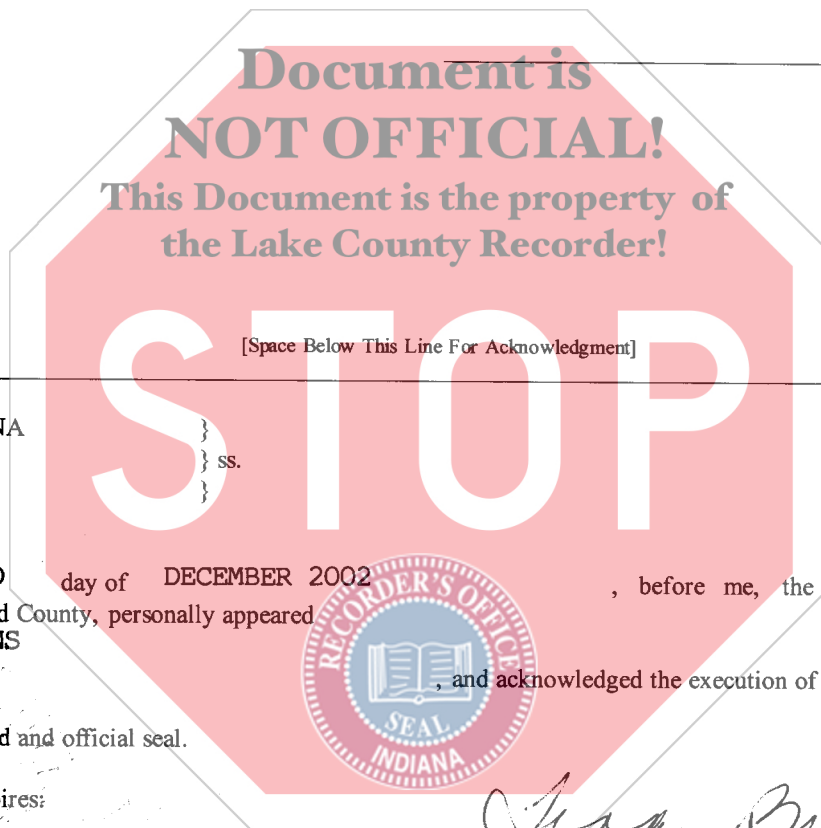 Document is
NOT OFFICIAL!
This Document is the property of
the Lake County Recorder!
STOP
[Space Below This Line For Acknowledgment]
NA }
} ss.
}
day of DECEMBER 2002 , before me, the
d County, personally appeared
MS
, and acknowledged the execution of
d and official seal.
ires:
RECORDER'S OFFICE
SEAL
INDIANA